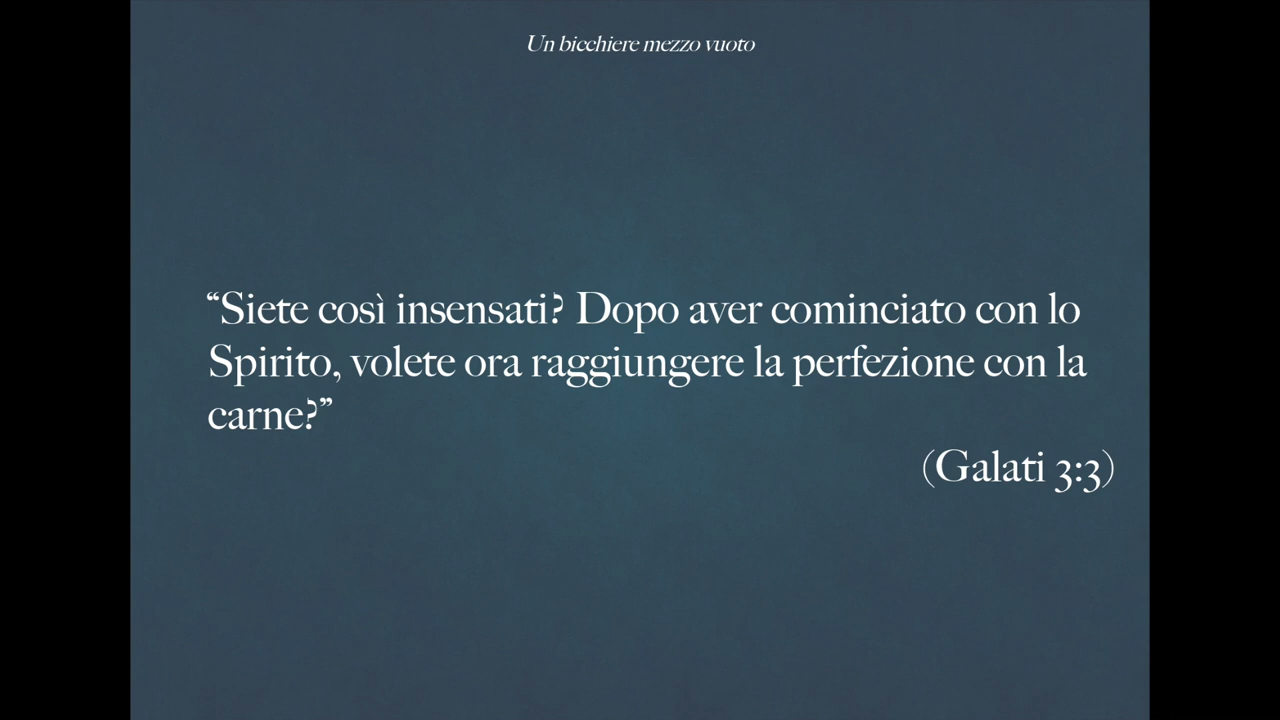 Un bicchiere mezzo vuoto
“Siete così insensati? Dopo aver cominciato con lo
Spirito, volete ora raggiungere la perfezione con la
carne?”
(Galati 3:3)